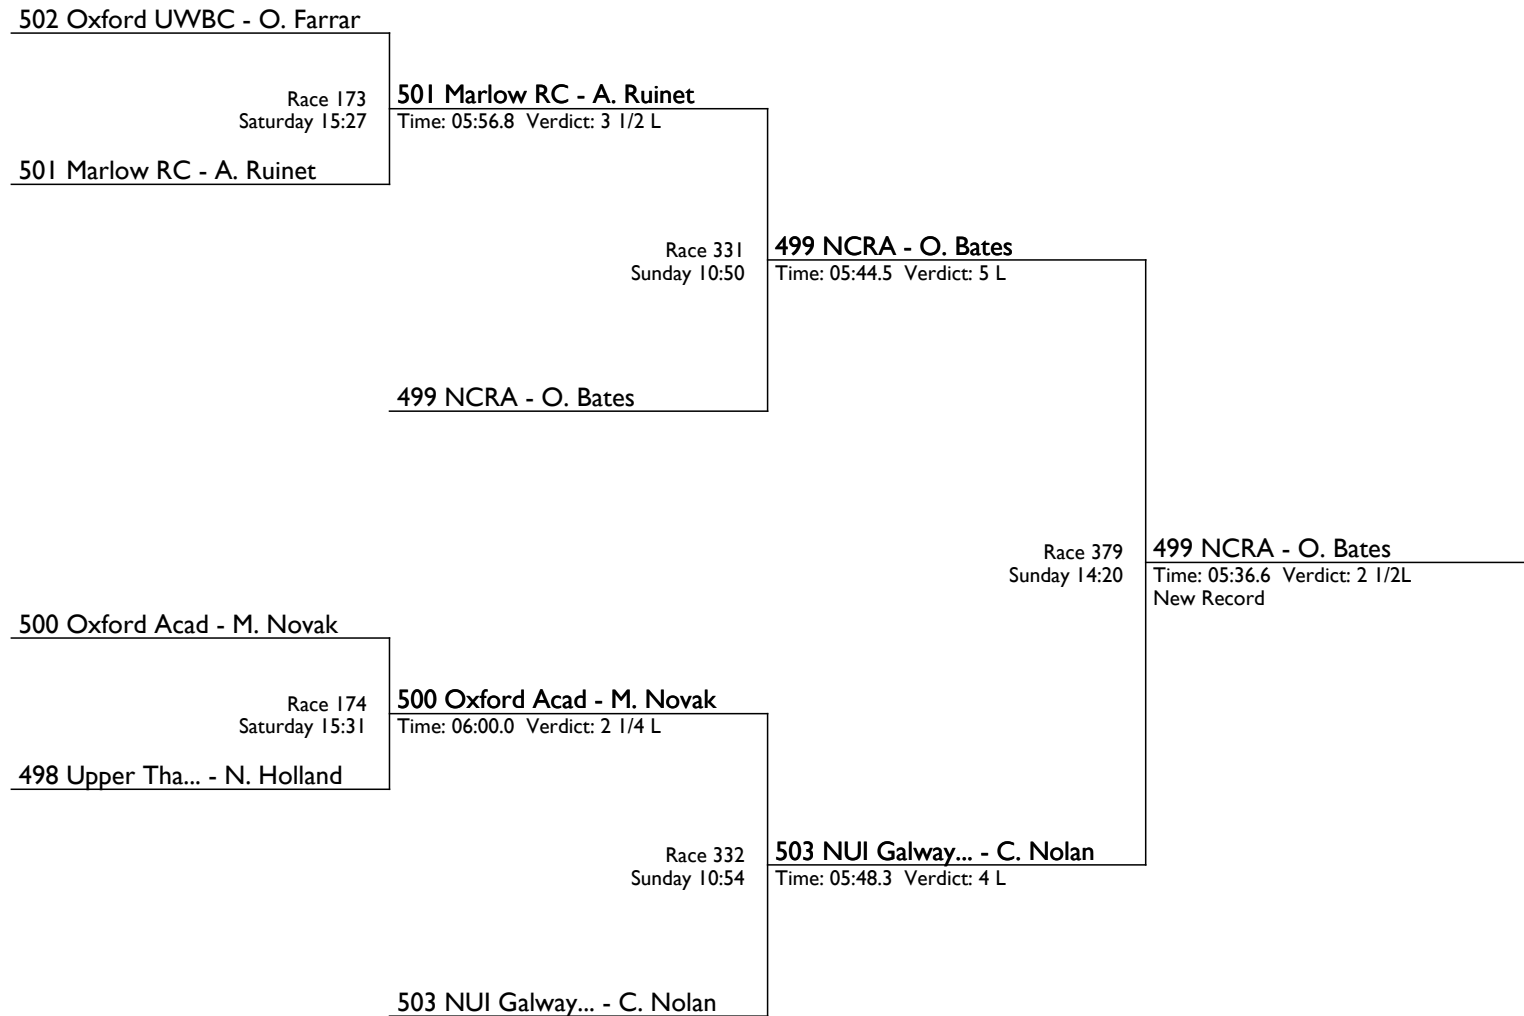 502 Oxford UWBC - O. Farrar
Race 173
Saturday 15:27
501 Marlow RC - A. Ruinet
Time: 05:56.8  Verdict: 3 1/2 L
501 Marlow RC - A. Ruinet
Race 331
Sunday 10:50
499 NCRA - O. Bates
Time: 05:44.5  Verdict: 5 L
499 NCRA - O. Bates
Race 379
Sunday 14:20
499 NCRA - O. Bates
Time: 05:36.6  Verdict: 2 1/2L
New Record
500 Oxford Acad - M. Novak
Race 174
Saturday 15:31
500 Oxford Acad - M. Novak
Time: 06:00.0  Verdict: 2 1/4 L
498 Upper Tha... - N. Holland
Race 332
Sunday 10:54
503 NUI Galway... - C. Nolan
Time: 05:48.3  Verdict: 4 L
503 NUI Galway... - C. Nolan